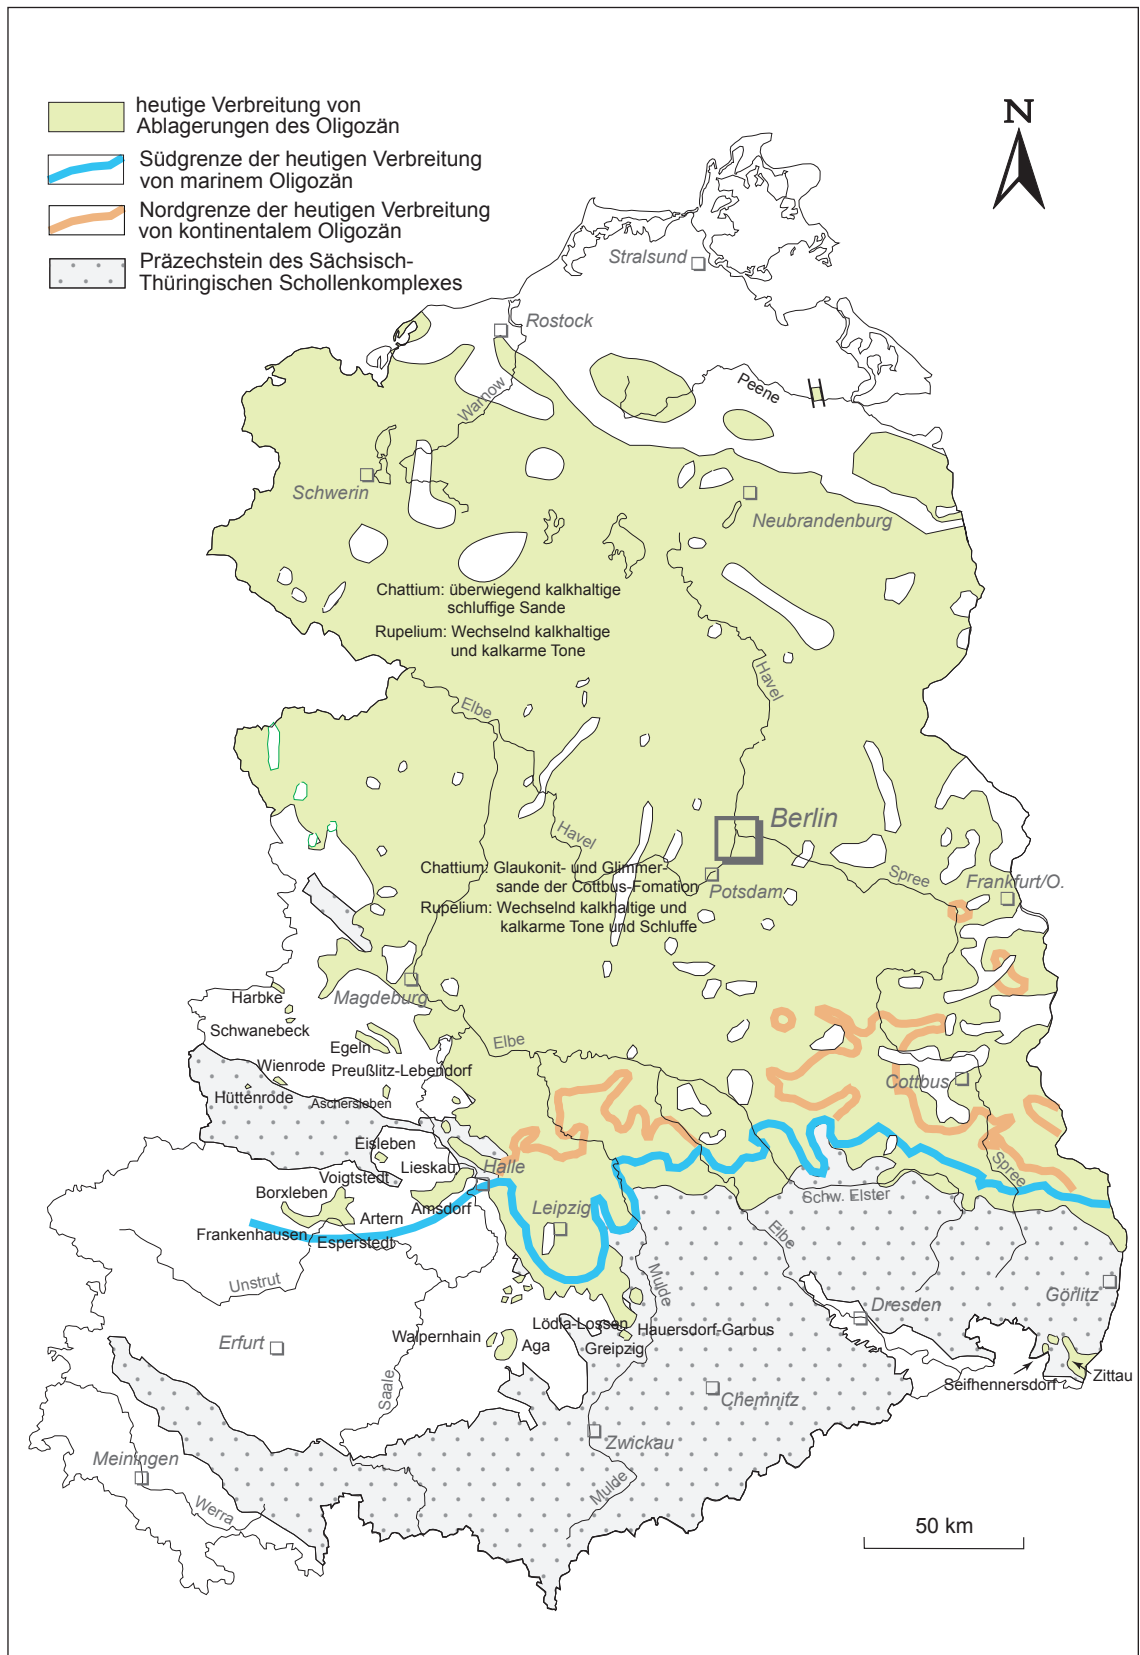 heutige Verbreitung von
Ablagerungen des Oligozän
Südgrenze der heutigen Verbreitung
von marinem Oligozän
Nordgrenze der heutigen Verbreitung
von kontinentalem Oligozän
Präzechstein des Sächsisch-
Thüringischen Schollenkomplexes
N
Stralsund
Rostock
Peene
Warnow
Schwerin
Neubrandenburg
Chattium: überwiegend kalkhaltige
schluffige Sande
Rupelium: Wechselnd kalkhaltige
und kalkarme Tone
Havel
Elbe
Berlin
Havel
Chattium: Glaukonit- und Glimmer-
sande der Cottbus-Fomation
Rupelium: Wechselnd kalkhaltige und
kalkarme Tone und Schluffe
Potsdam
Spree
Frankfurt/O.
Magdeburg
Harbke
Schwanebeck
Egeln
Elbe
Wienrode
Preußlitz-Lebendorf
Hüttenrode
Aschersleben
Cottbus
Eisleben
Lieskau
Halle
Voigtstedt
Borxleben
Amsdorf
Artern
Leipzig
Schw. Elster
Spree
Frankenhausen
Esperstedt
Elbe
Unstrut
Mulde
Görlitz
Dresden
Erfurt
Walpernhain
Aga
Lödla-Lossen
Greipzig
Hauersdorf-Garbus
Saale
Chemnitz
Seifhennersdorf
Zittau
Zwickau
Meiningen
Werra
Mulde
50 km